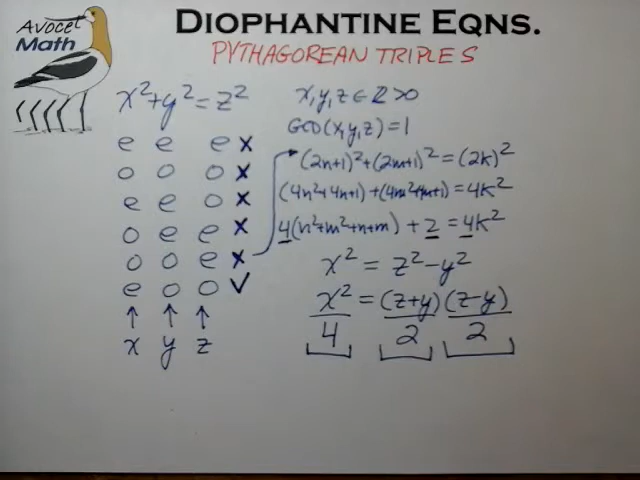 Avocet
Math
DIOPHANTINE EQNS.
PYTHAGOREAN TRIPLES
x²+y²=z²
e e e x
o o o x
e e o x
o e e x
o o e x
e o o ✓
↑ ↑ ↑
x y z
x,y,z ∈ ℤ >0
GCD(x,y,z)=1
(2n+1)²+(2m+1)²=(2k)²
(4n²+4n+1)+(4m²+4m+1)=4k²
4(n²+m²+n+m)+2=4k²
x²=z²-y²
x²=(z+y)(z-y)
4 2 2